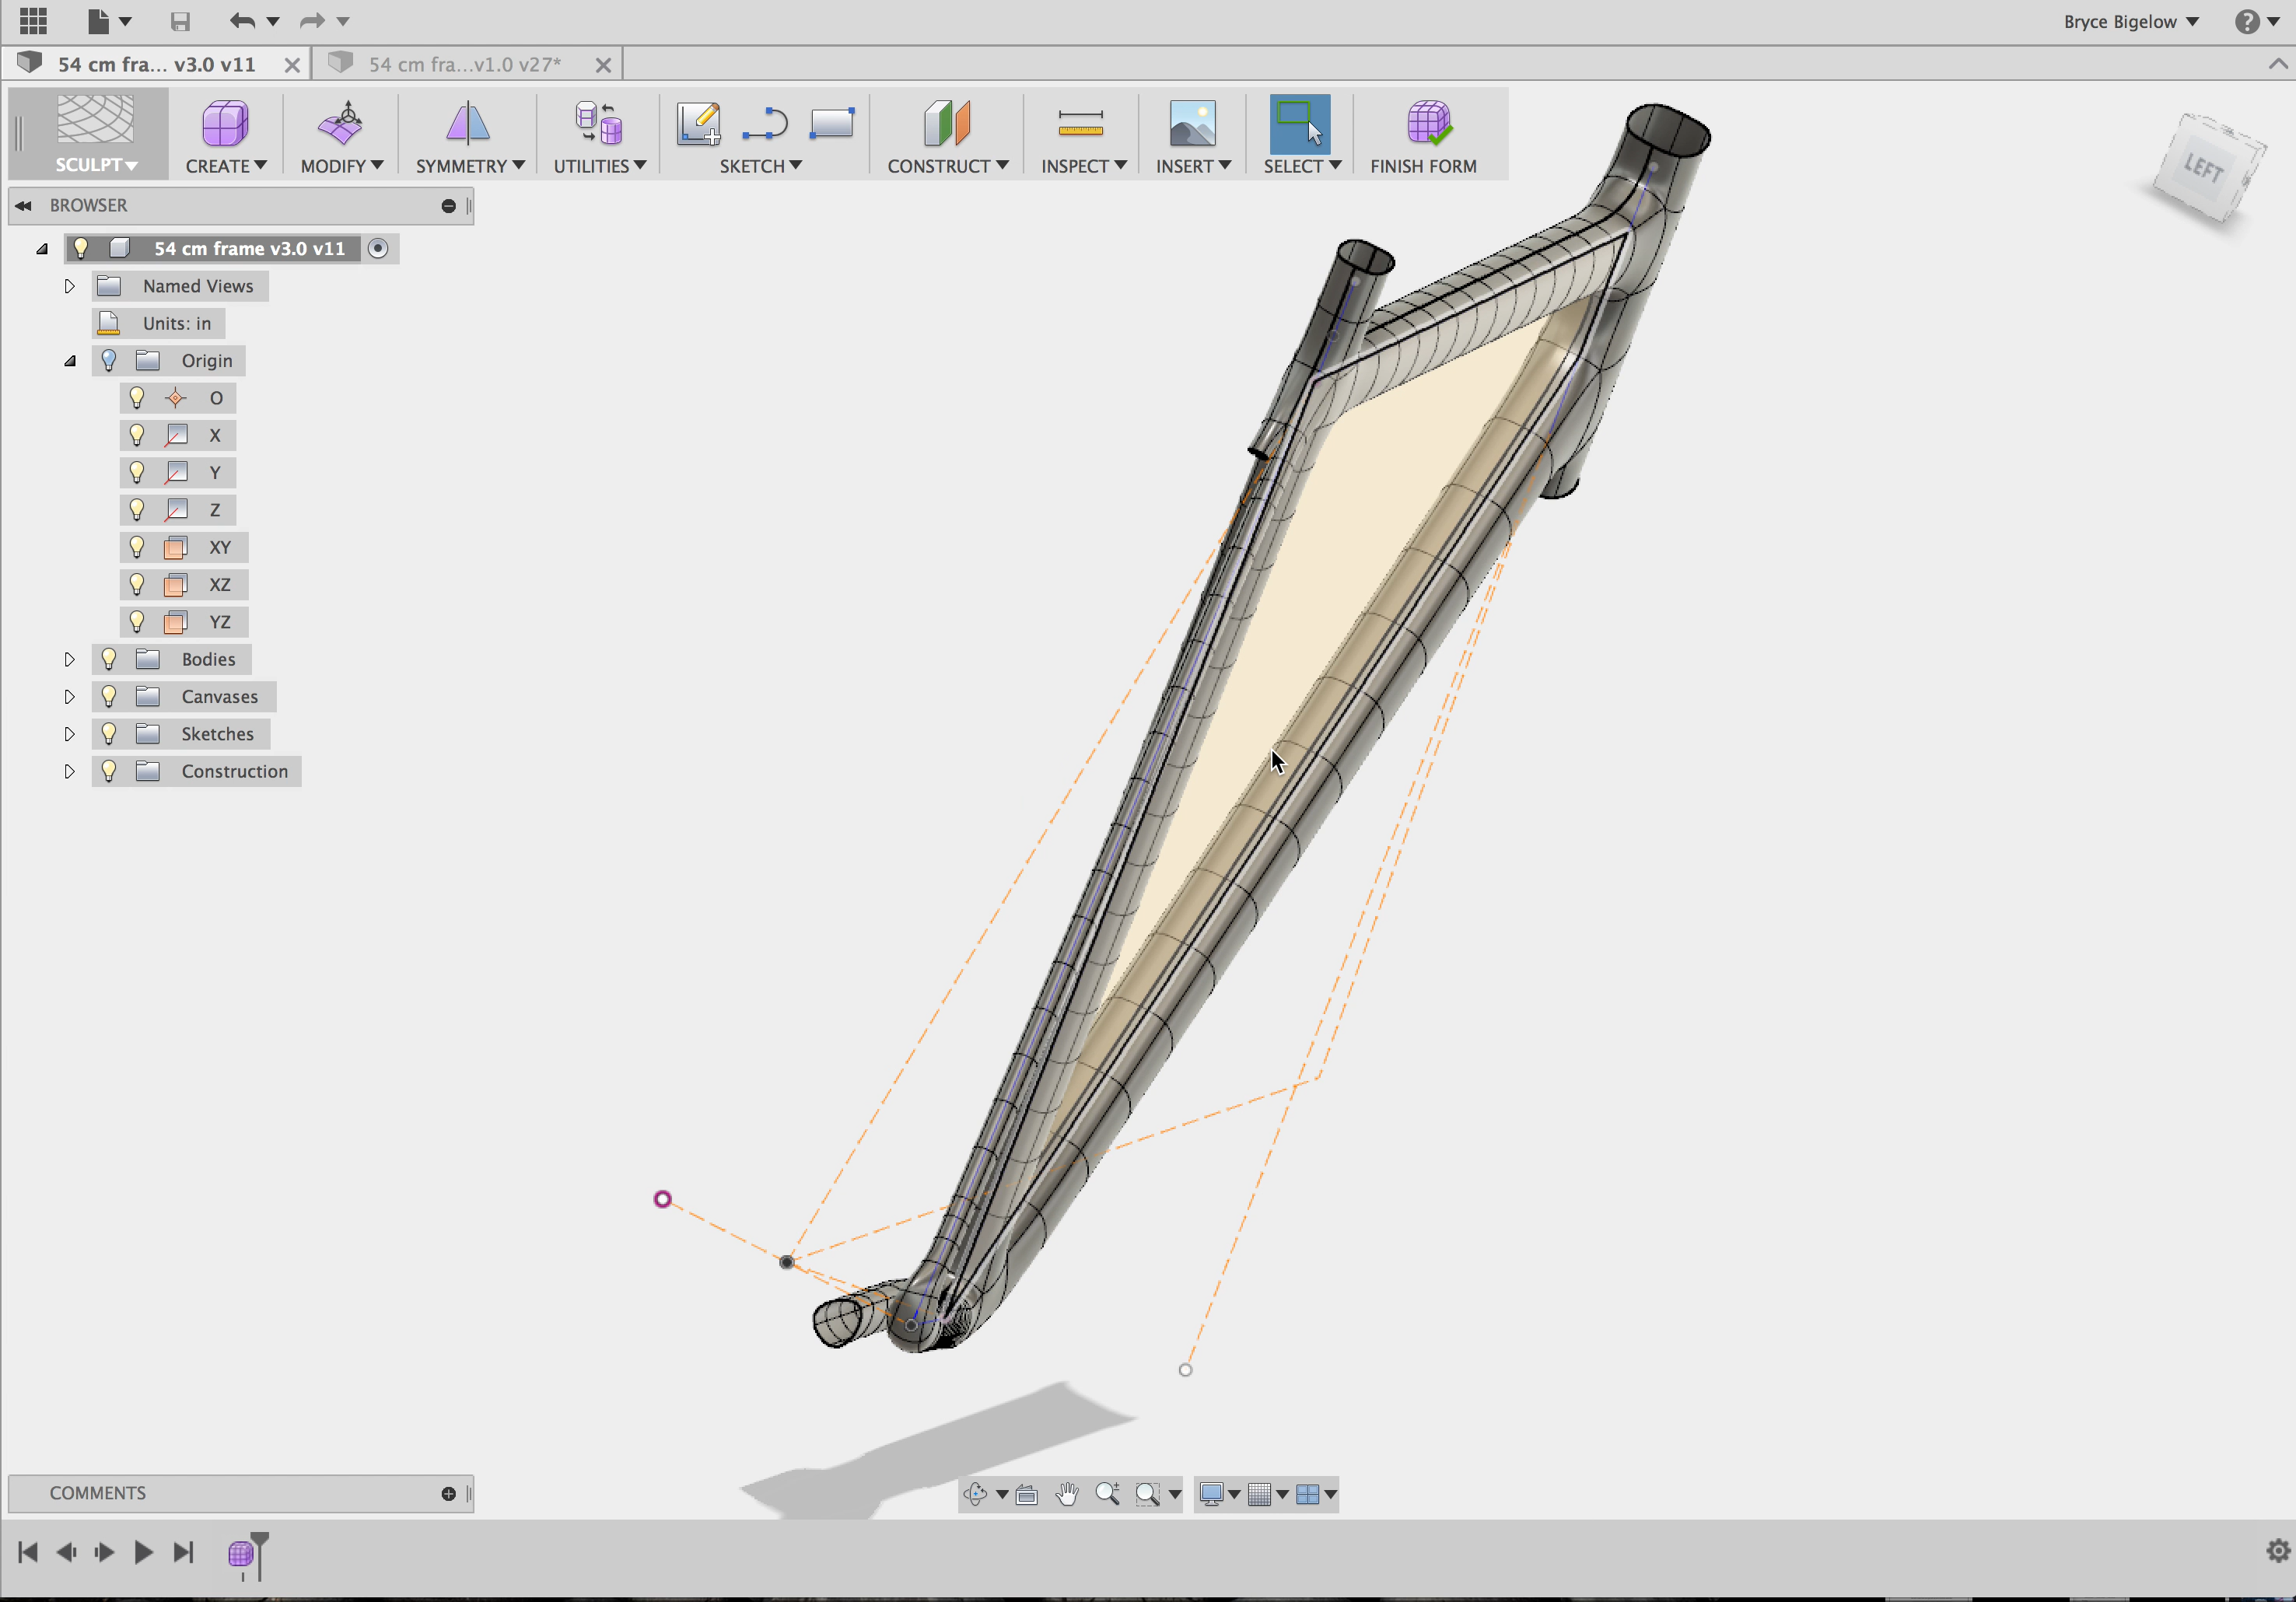 Bryce Bigelow
54 cm fra... v3.0 v11
54 cm fra...v1.0 v27*
SCULPT
CREATE
MODIFY
SYMMETRY
UTILITIES
SKETCH
CONSTRUCT
INSPECT
INSERT
SELECT
FINISH FORM
LEFT
BROWSER
54 cm frame v3.0 v11
Named Views
Units: in
Origin
O
X
Y
Z
XY
XZ
YZ
Bodies
Canvases
Sketches
Construction
COMMENTS